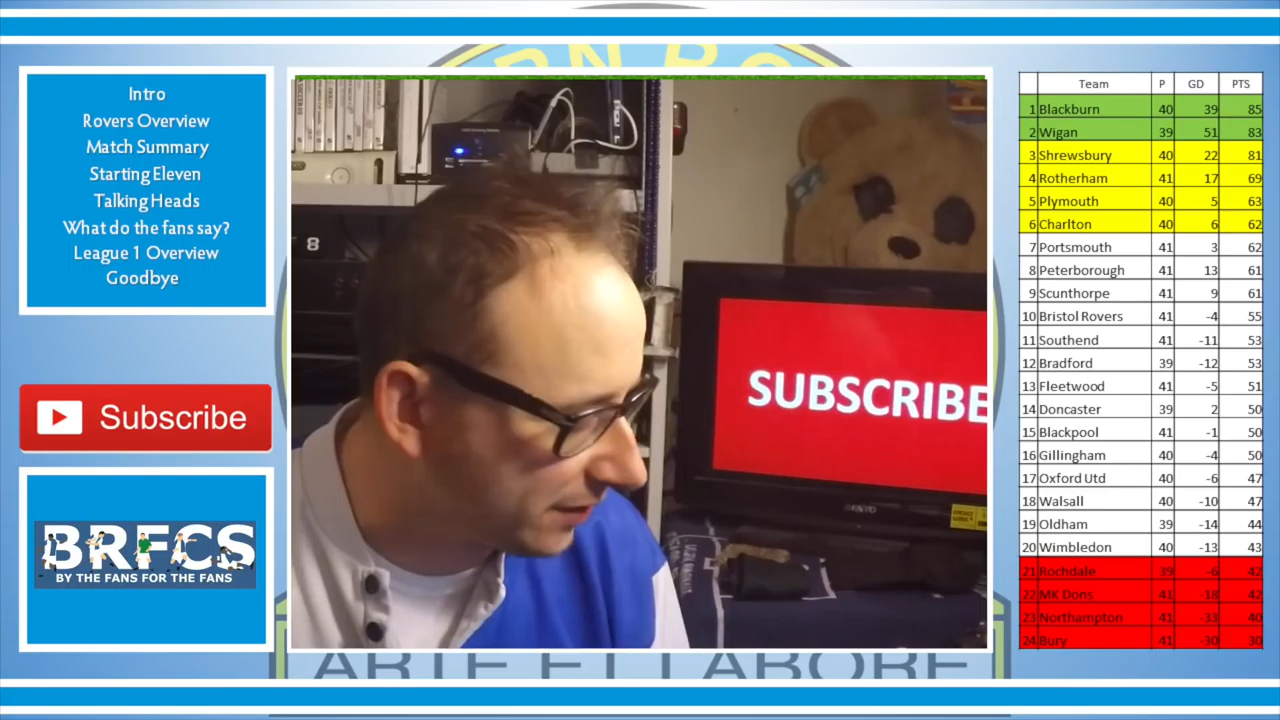 RN RO
Intro
Rovers Overview
Match Summary
Starting Eleven
Talking Heads
What do the fans say?
League 1 Overview
Goodbye
Subscribe
BRFCS
BY THE FANS FOR THE FANS
8
SUBSCRIBE
SANYO
ARTE ET LABORE
Team P GD PTS
1 Blackburn 40 39 85
2 Wigan 39 51 83
3 Shrewsbury 40 22 81
4 Rotherham 41 17 69
5 Plymouth 40 5 63
6 Charlton 40 6 62
7 Portsmouth 41 3 62
8 Peterborough 41 13 61
9 Scunthorpe 41 9 61
10 Bristol Rovers 41 -4 55
11 Southend 41 -11 53
12 Bradford 39 -12 53
13 Fleetwood 41 -5 51
14 Doncaster 39 2 50
15 Blackpool 41 -1 50
16 Gillingham 40 -4 50
17 Oxford Utd 40 -6 47
18 Walsall 40 -10 47
19 Oldham 39 -14 44
20 Wimbledon 40 -13 43
21 Rochdale 39 -6 42
22 MK Dons 41 -18 42
23 Northampton 41 -33 40
24 Bury 41 -30 30